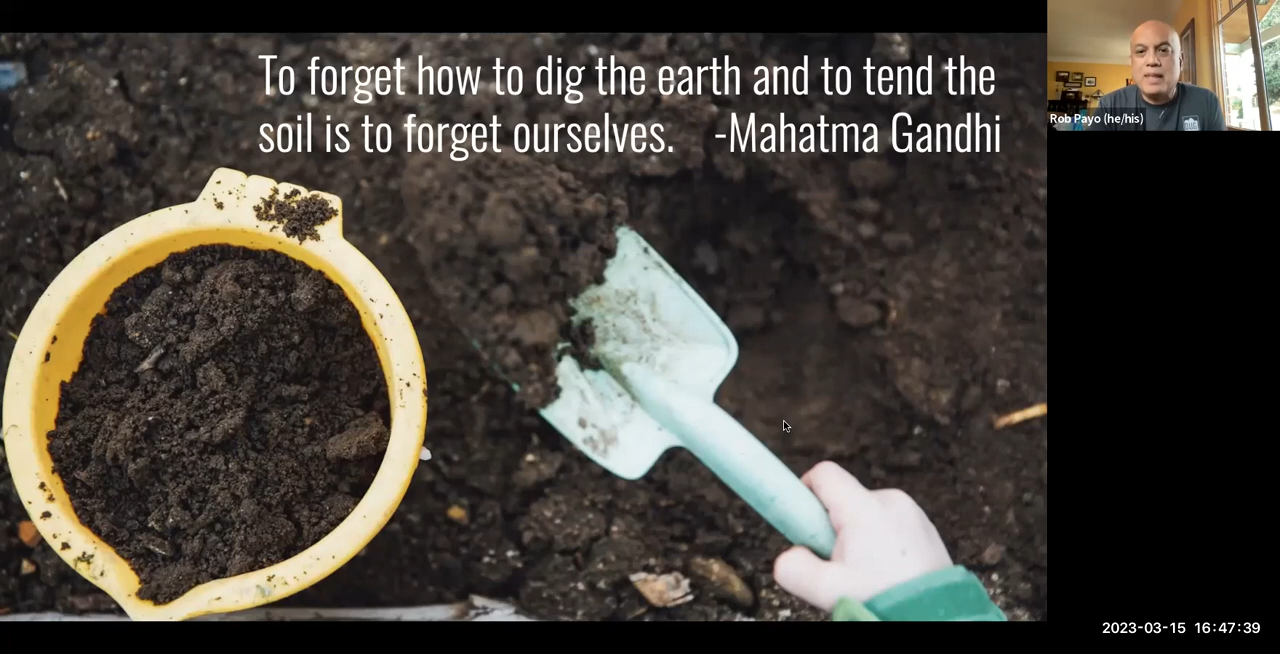 To forget how to dig the earth and to tend the
soil is to forget ourselves. -Mahatma Gandhi
Rob Payo (he/his)
2023-03-15 16:47:39